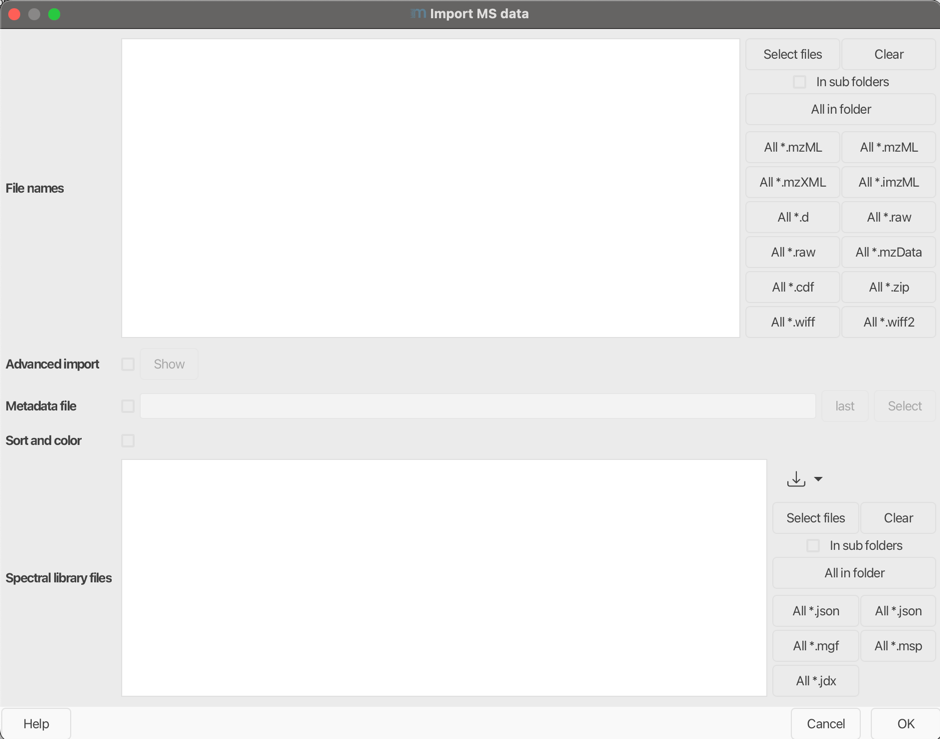 Import MS data
Select files Clear
In sub folders
All in folder
All *.mzML All *.mzML
File names
All *.mzXML All *.imzML
All *.d All *.raw
All *.raw All *.mzData
All *.cdf All *.zip
All *.wiff All *.wiff2
Advanced import Show
Metadata file last Select
Sort and color
Select files Clear
In sub folders
All in folder
Spectral library files
All *.json All *.json
All *.mgf All *.msp
All *.jdx
Help Cancel OK